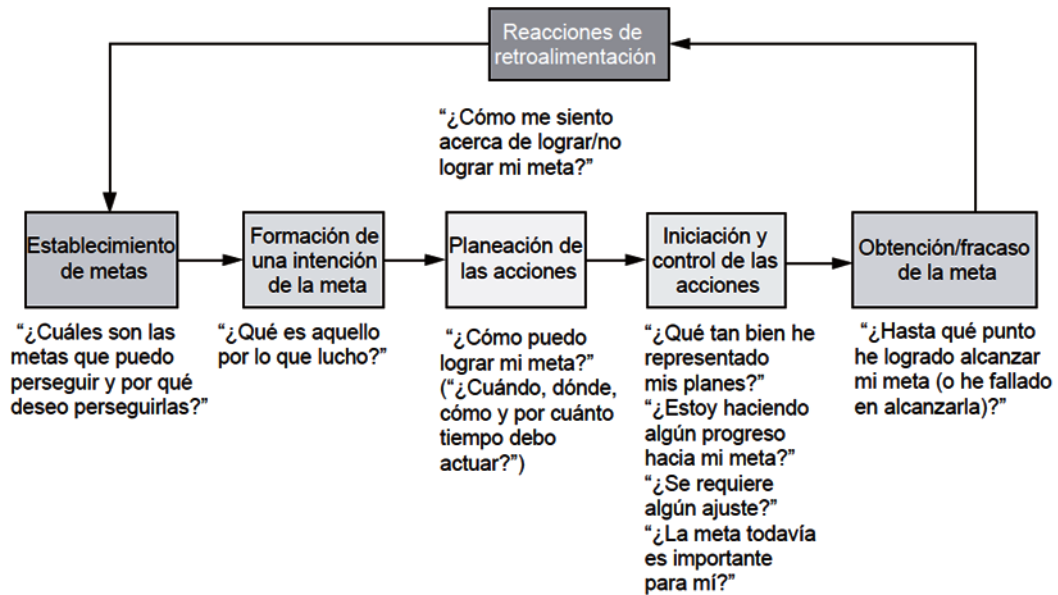 Reacciones de
retroalimentación
“¿Cómo me siento
acerca de lograr/no
lograr mi meta?”
Establecimiento
de metas
Formación de
una intención
de la meta
Planeación de
las acciones
Iniciación y
control de las
acciones
Obtención/fracaso
de la meta
“¿Cuáles son las
metas que puedo
perseguir y por qué
deseo perseguirlas?”
“¿Qué es aquello
por lo que lucho?”
“¿Cómo puedo
lograr mi meta?”
(“¿Cuándo, dónde,
cómo y por cuánto
tiempo debo
actuar?”)
“¿Qué tan bien he
representado
mis planes?”
“¿Estoy haciendo
algún progreso
hacia mi meta?”
“¿Se requiere
algún ajuste?”
“¿La meta todavía
es importante
para mí?”
“¿Hasta qué punto
he logrado alcanzar
mi meta (o he fallado
en alcanzarla)?”